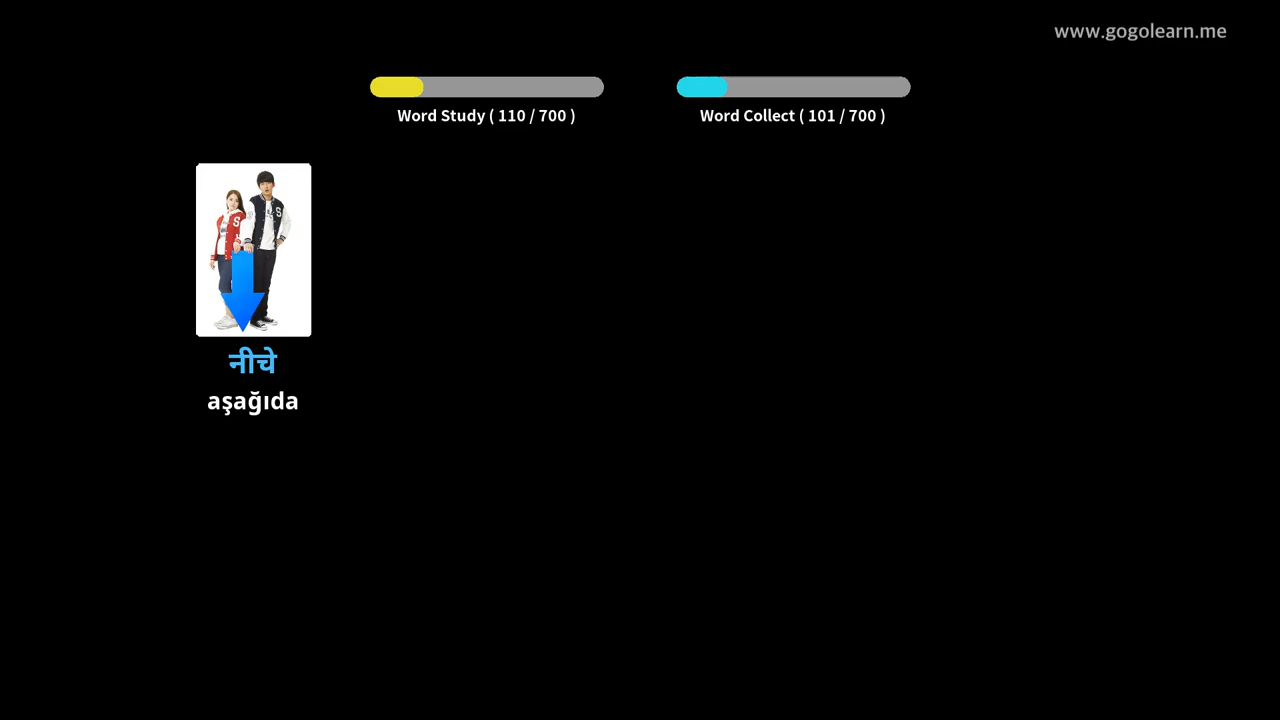 www.gogolearn.me
Word Study ( 110 / 700 )
Word Collect ( 101 / 700 )
S
S
नीचे
aşağıda